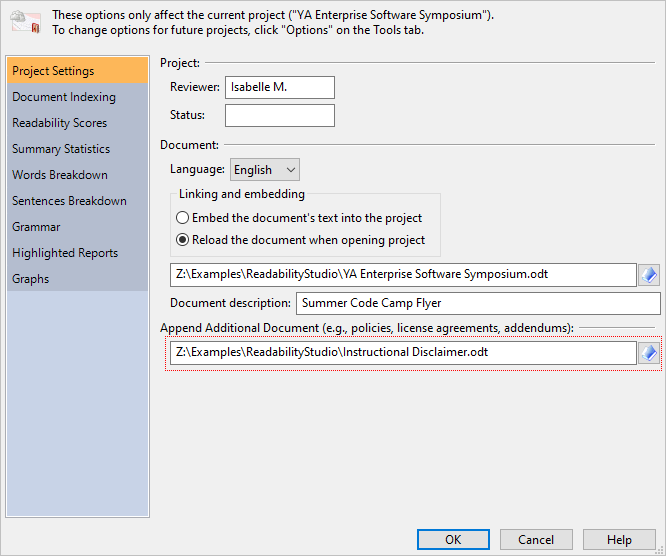 These options only affect the current project ("YA Enterprise Software Symposium").
To change options for future projects, click "Options" on the Tools tab.
Project Settings
Document Indexing
Readability Scores
Summary Statistics
Words Breakdown
Sentences Breakdown
Grammar
Highlighted Reports
Graphs
Project:
Reviewer: Isabelle M.
Status:
Document:
Language: English
Linking and embedding
Embed the document's text into the project
Reload the document when opening project
Z:\Examples\ReadabilityStudio\YA Enterprise Software Symposium.odt
Document description: Summer Code Camp Flyer
Append Additional Document (e.g., policies, license agreements, addendums):
Z:\Examples\ReadabilityStudio\Instructional Disclaimer.odt
OK Cancel Help